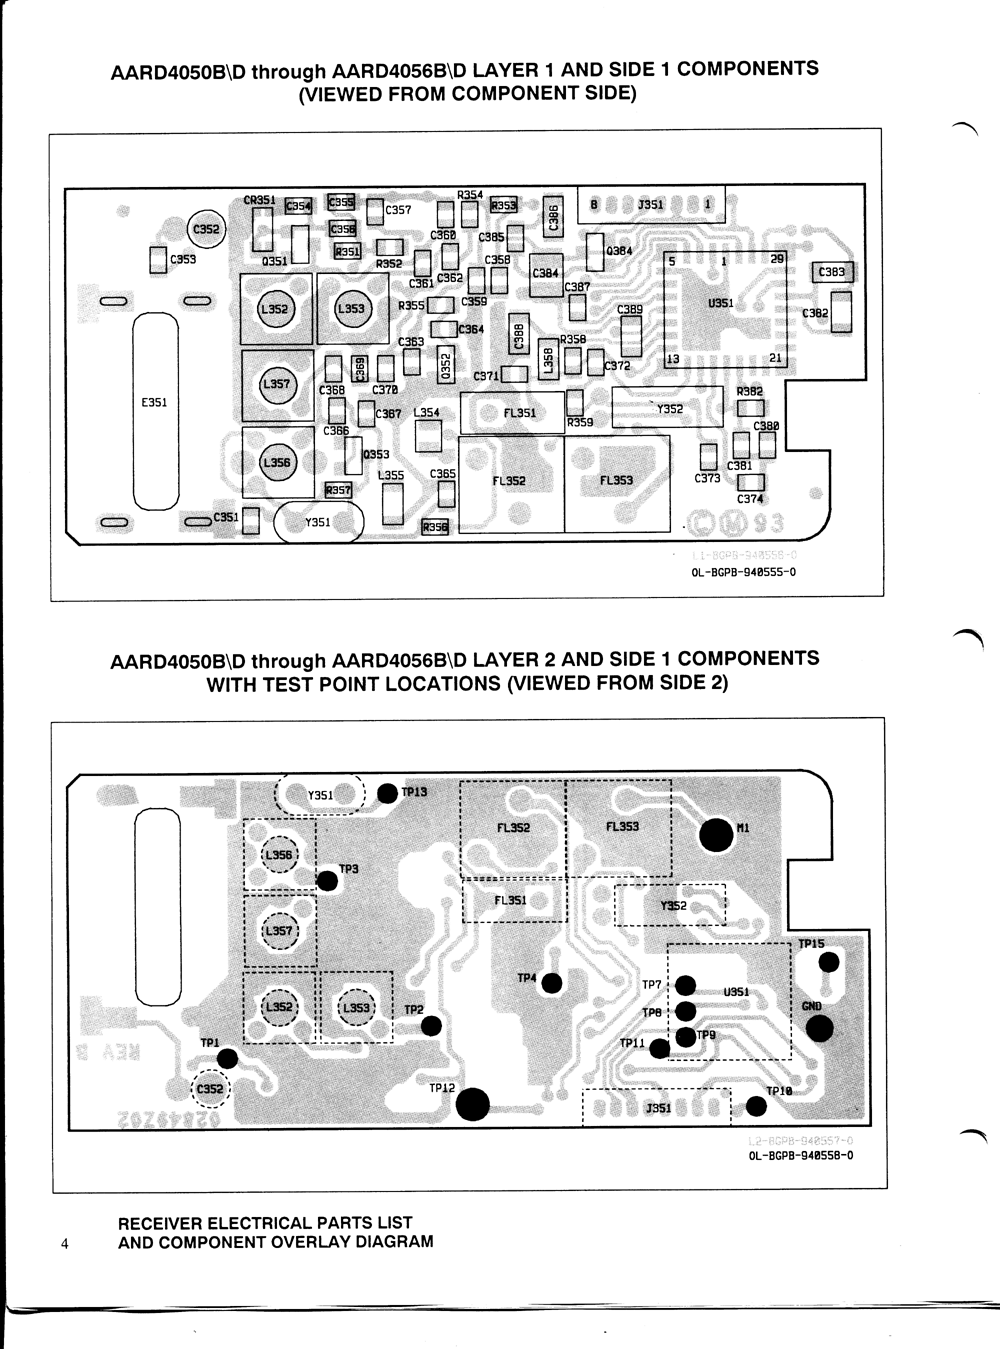 AARD4050B\D through AARD4056B\D LAYER 1 AND SIDE 1 COMPONENTS
(VIEWED FROM COMPONENT SIDE)
CR351 C354 C355 C357 R354 R353 C386 8 J351 1
C352 C356 C360 C385 Q384
C353 Q351 R351 R352 C361 C362 C358 C384 5 1 29 C383
L352 L353 R355 C359 C387 U351 C382
C364 C388 C389
C363 Q352 L358 R358 13 21
L357 C368 C369 C370 C371 C372 R382
E351 C366 C367 L354 FL351 R359 Y352 C380
L356 Q353 L355 C365 FL352 FL353 C373 C381
R357 C374
C351 Y351 R356 C M 93
L1-BGPB-940556-0
OL-BGPB-940555-0
AARD4050B\D through AARD4056B\D LAYER 2 AND SIDE 1 COMPONENTS
WITH TEST POINT LOCATIONS (VIEWED FROM SIDE 2)
Y351 TP13
FL352 FL353 M1
L356 TP3
FL351 Y352
L357 TP15
TP4 TP7 U351
L352 L353 TP2 TP8 GND
TP1 TP11 TP9
C352 TP12 TP10
J351
REV B
02849Z02
L2-BGPB-940557-0
OL-BGPB-940558-0
RECEIVER ELECTRICAL PARTS LIST
4 AND COMPONENT OVERLAY DIAGRAM